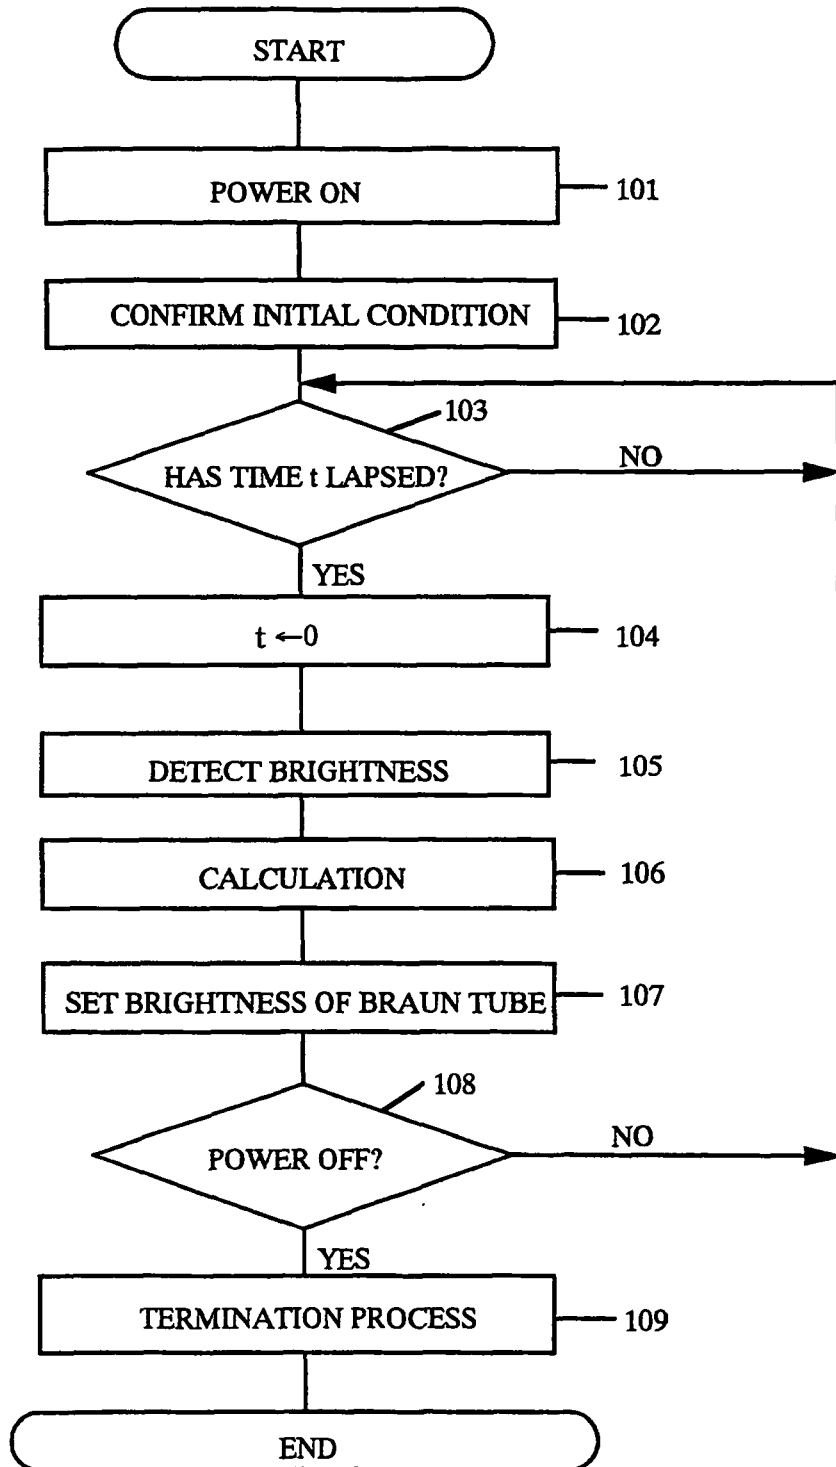 START
POWER ON
101
CONFIRM INITIAL CONDITION
102
103
HAS TIME t LAPSED?
NO
YES
t ←0
104
DETECT BRIGHTNESS
105
CALCULATION
106
SET BRIGHTNESS OF BRAUN TUBE
107
108
POWER OFF?
NO
YES
TERMINATION PROCESS
109
END